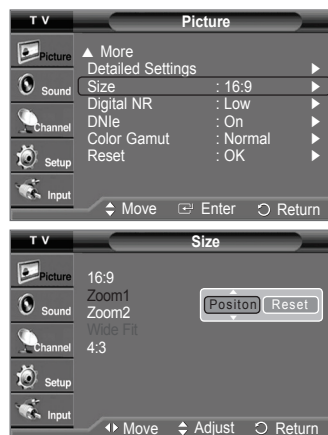 T V
Picture
Picture
▲ More
Detailed Settings
Sound
Size : 16:9
Digital NR : Low
Channel
DNIe : On
Color Gamut : Normal
Setup
Reset : OK
Input
Move Enter Return
T V
Size
Picture
16:9
Zoom1
Sound
Zoom2
Positon Reset
Wide Fit
Channel
4:3
Setup
Input
Move Adjust Return